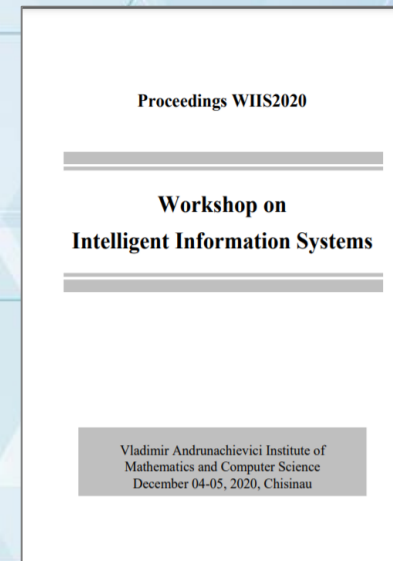 Proceedings WIIS2020
Workshop on
Intelligent Information Systems
Vladimir Andrunachievici Institute of
Mathematics and Computer Science
December 04-05, 2020, Chisinau